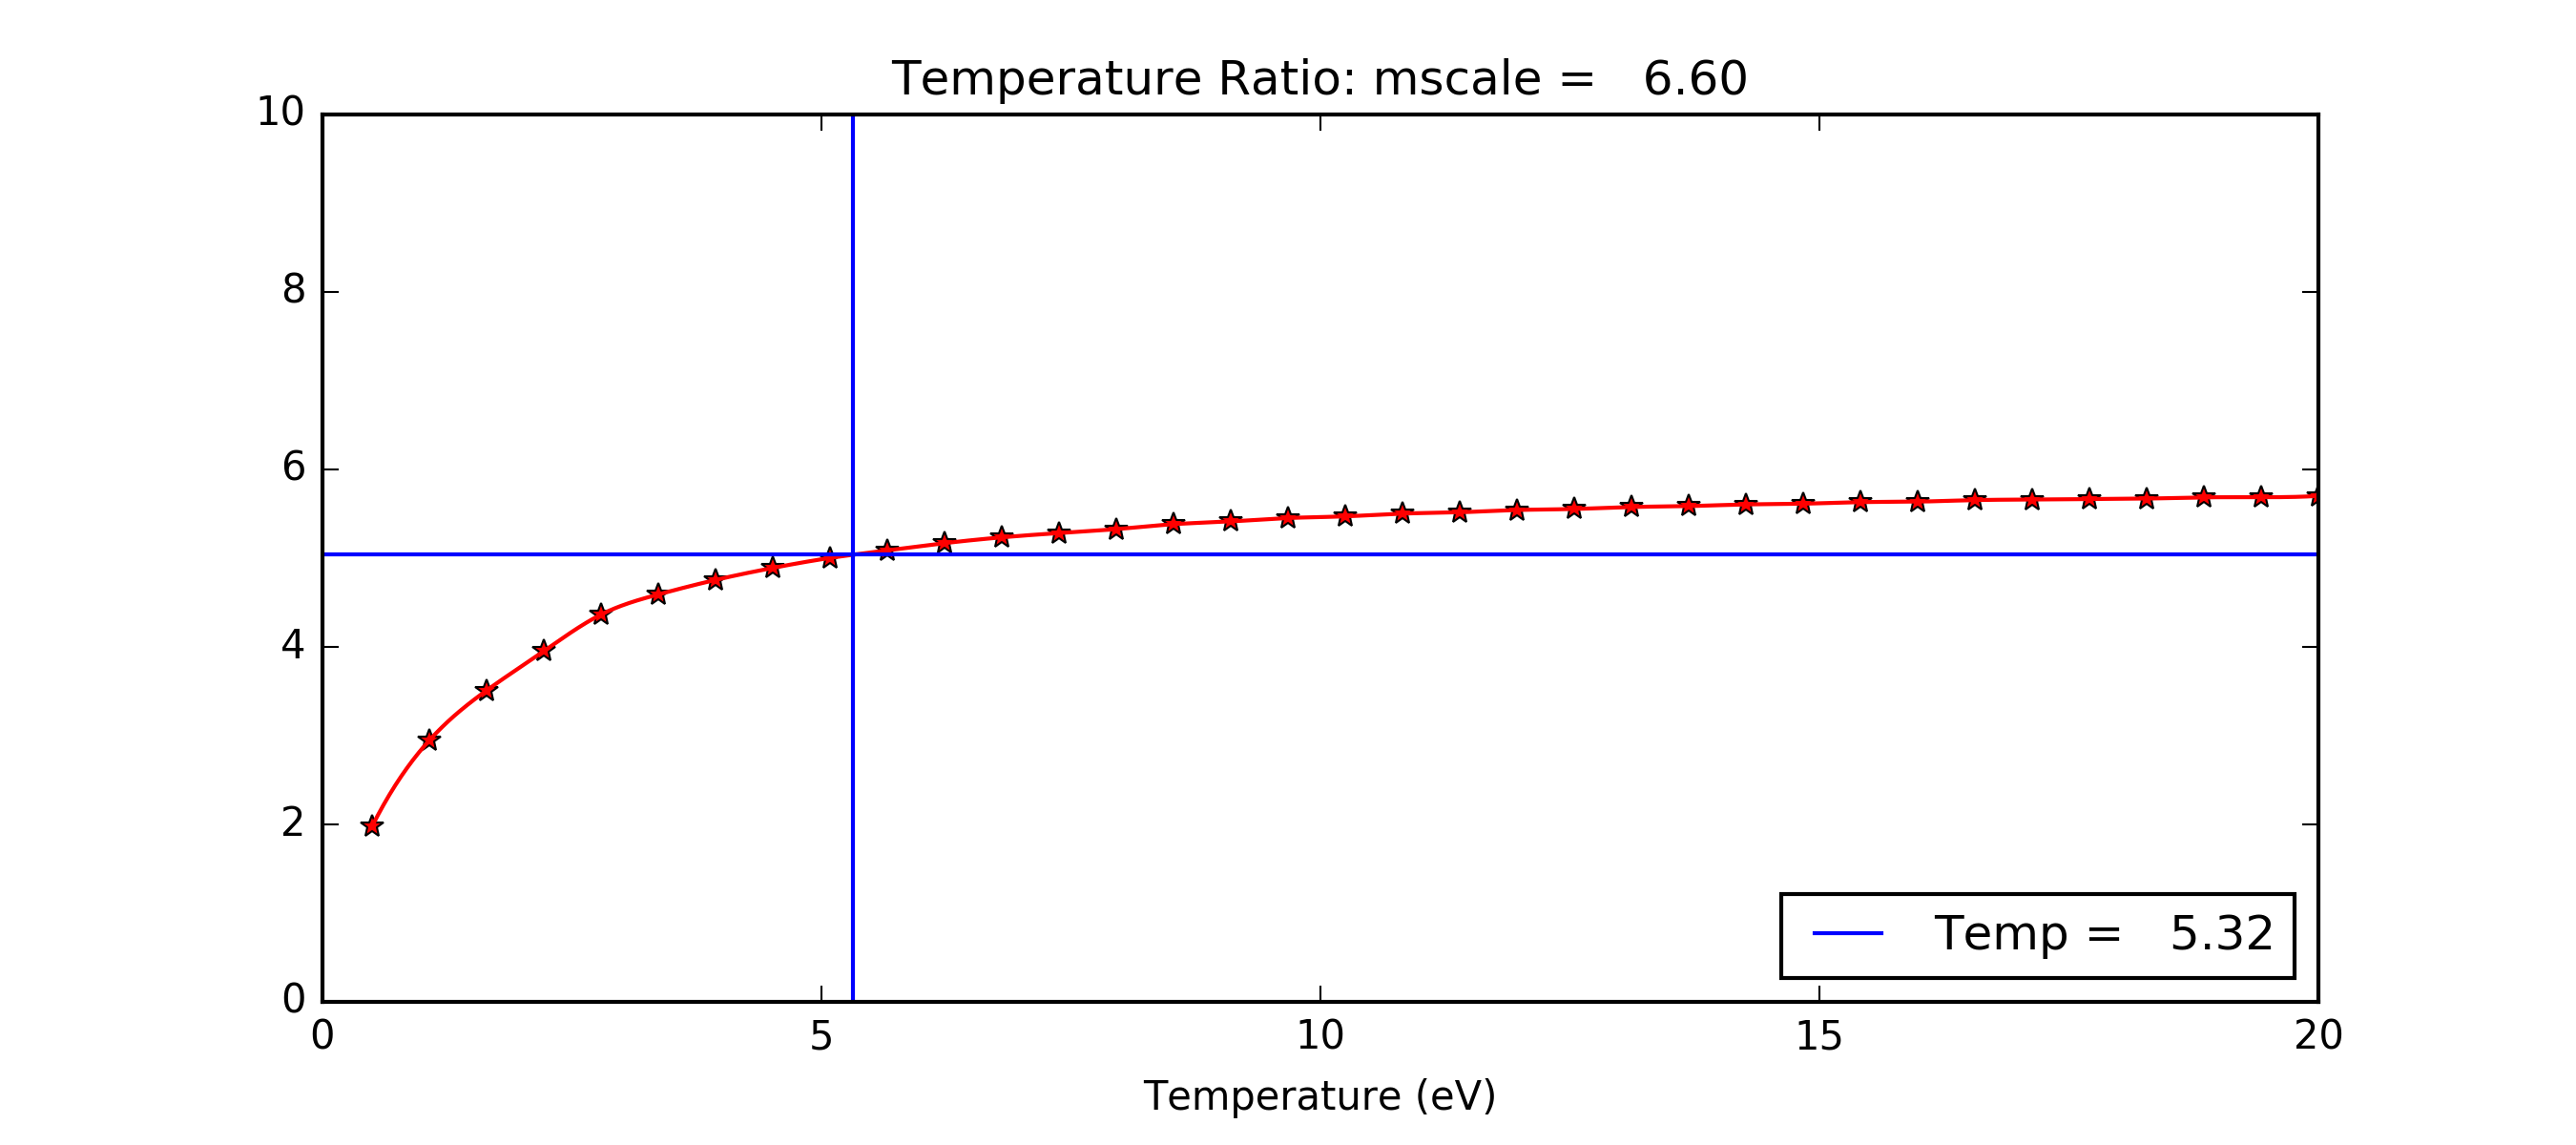 Temperature Ratio: mscale = 6.60
10
8
6
4
2
0
0 5 10 15 20
Temperature (eV)
Temp = 5.32